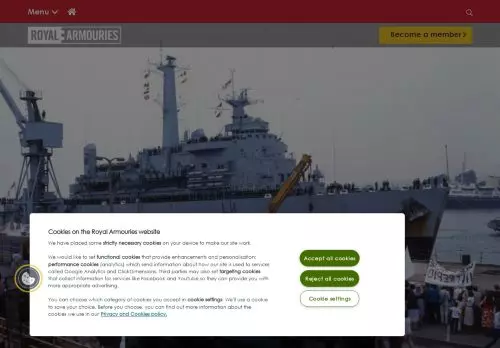 Menu
ROYAL ARMOURIES
Become a member
Cookies on the Royal Armouries website
We have placed some strictly necessary cookies on your device to make our site work.
We would like to set functional cookies that provide enhancements and personalisation;
performance cookies (analytics) which send information about how our site is used to services
called Google Analytics and ClickDimensions. Third parties may also set targeting cookies
that collect information for services like Facebook and Youtube so they can provide you with
more appropriate advertising.
You can choose which category of cookies you accept in cookie settings. We'll use a cookie
to save your choice. Before you choose, you can find out more information about the
cookies we use in our Privacy and Cookies policy.
Accept all cookies
Reject all cookies
Cookie settings